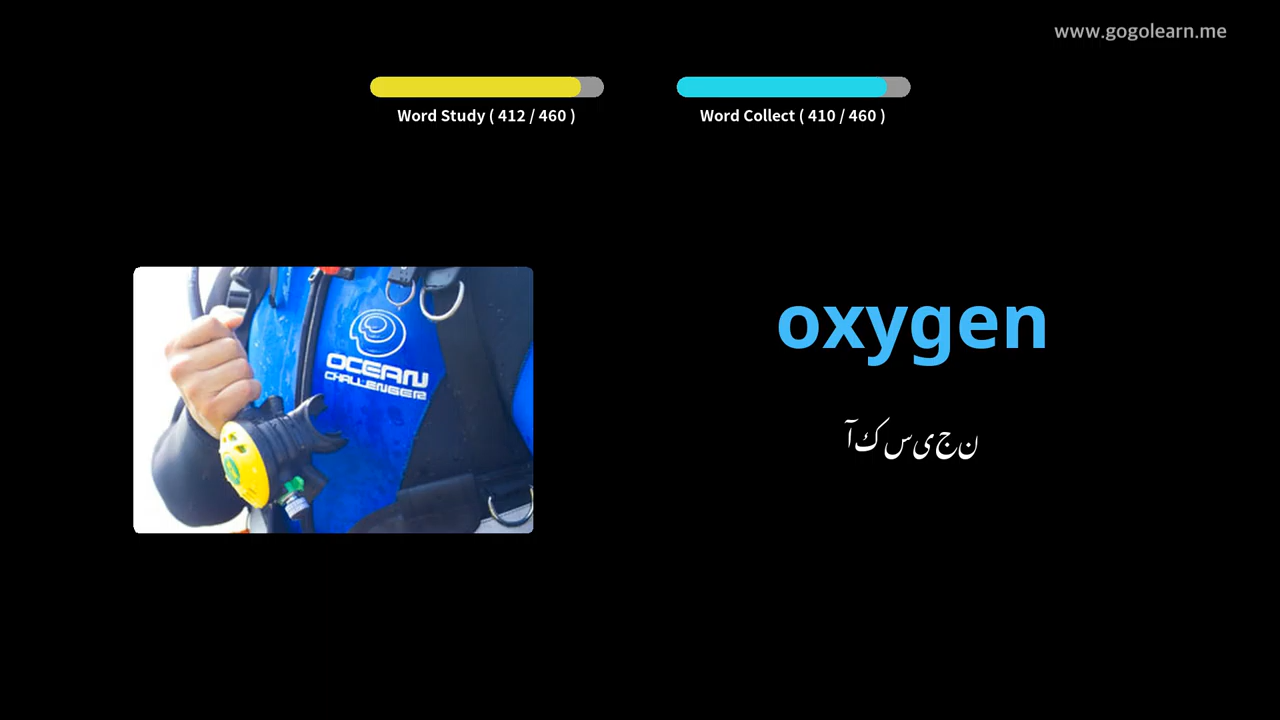 www.gogolearn.me
Word Study ( 412 / 460 )
Word Collect ( 410 / 460 )
OCEAN
CHALLENGER
oxygen
آکسیجن